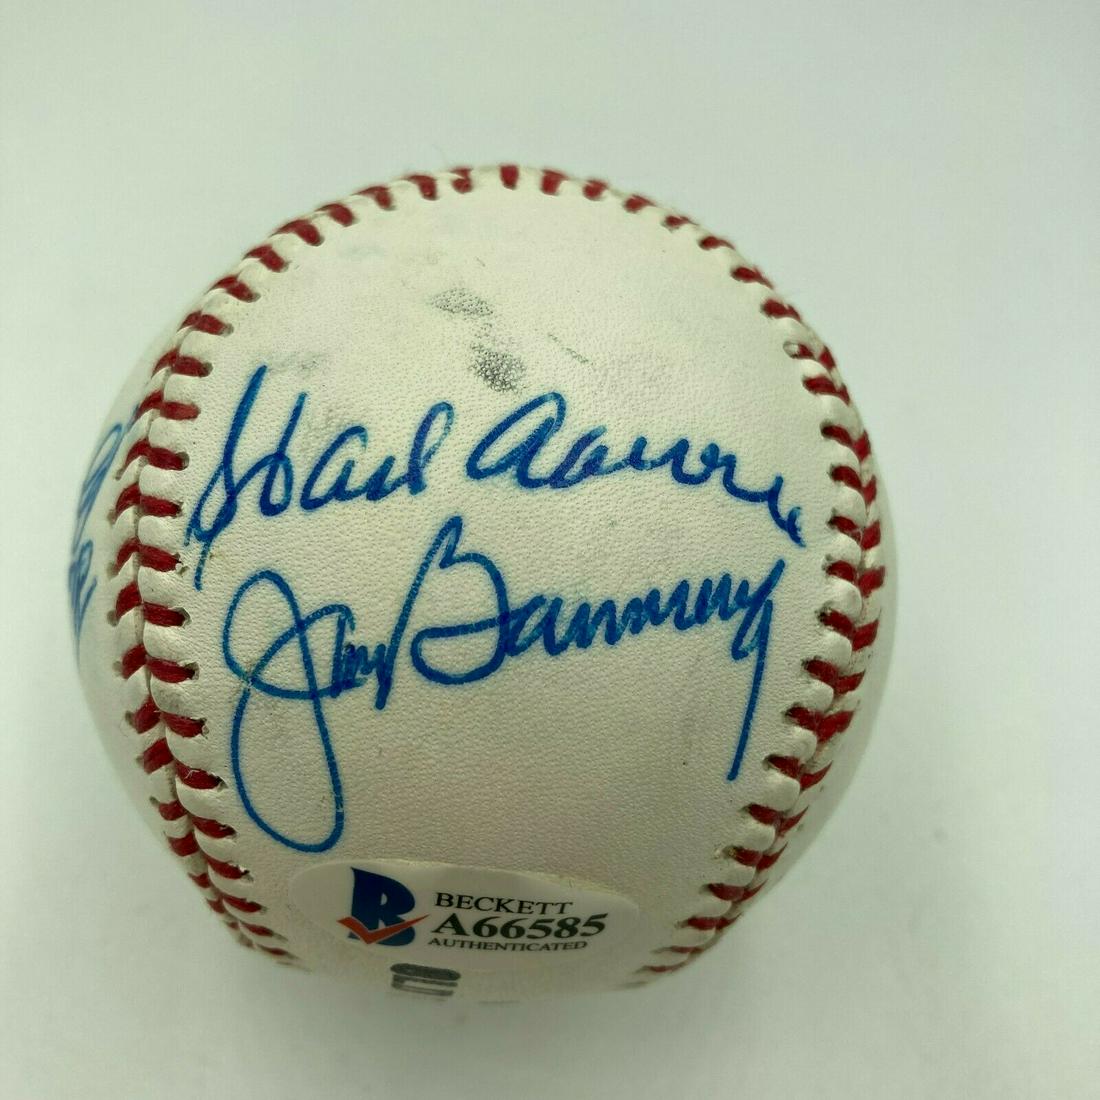 Hank Aaron
Jim Bunning
BECKETT
A66585
AUTHENTICATED